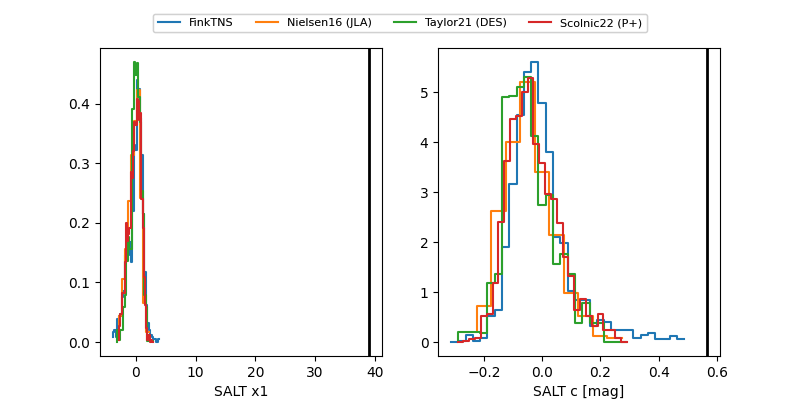 FinkTNS Nielsen16 (JLA) Taylor21 (DES) Scolnic22 (P+)
0.4
0.3
0.2
0.1
0.0
0 10 20 30 40
SALT x1
5
4
3
2
1
0
−0.2 0.0 0.2 0.4 0.6
SALT c [mag]